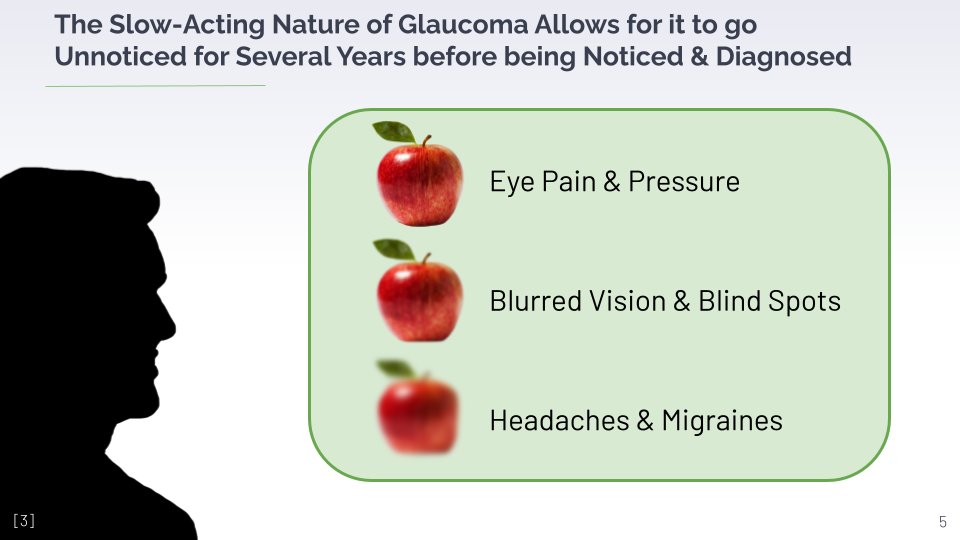 The Slow-Acting Nature of Glaucoma Allows for it to go
Unnoticed for Several Years before being Noticed & Diagnosed
Eye Pain & Pressure
Blurred Vision & Blind Spots
Headaches & Migraines
[3]
5